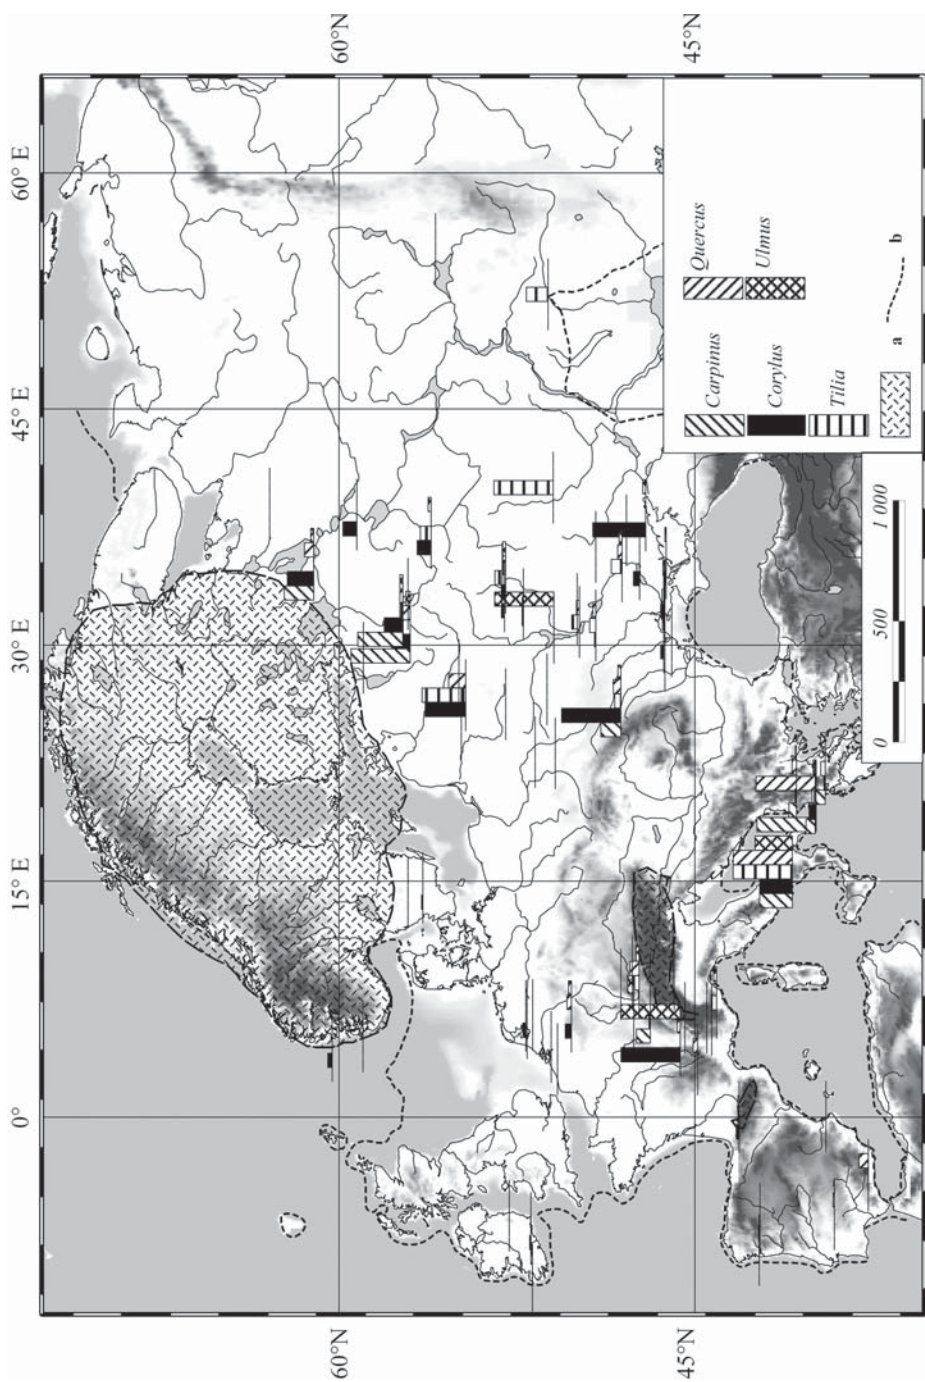 0°
15° E
30° E
45° E
60° E
60°N
60°N
45°N
45°N
Carpinus
Corylus
Tilia
Quercus
Ulmus
a
b
0
500
1 000